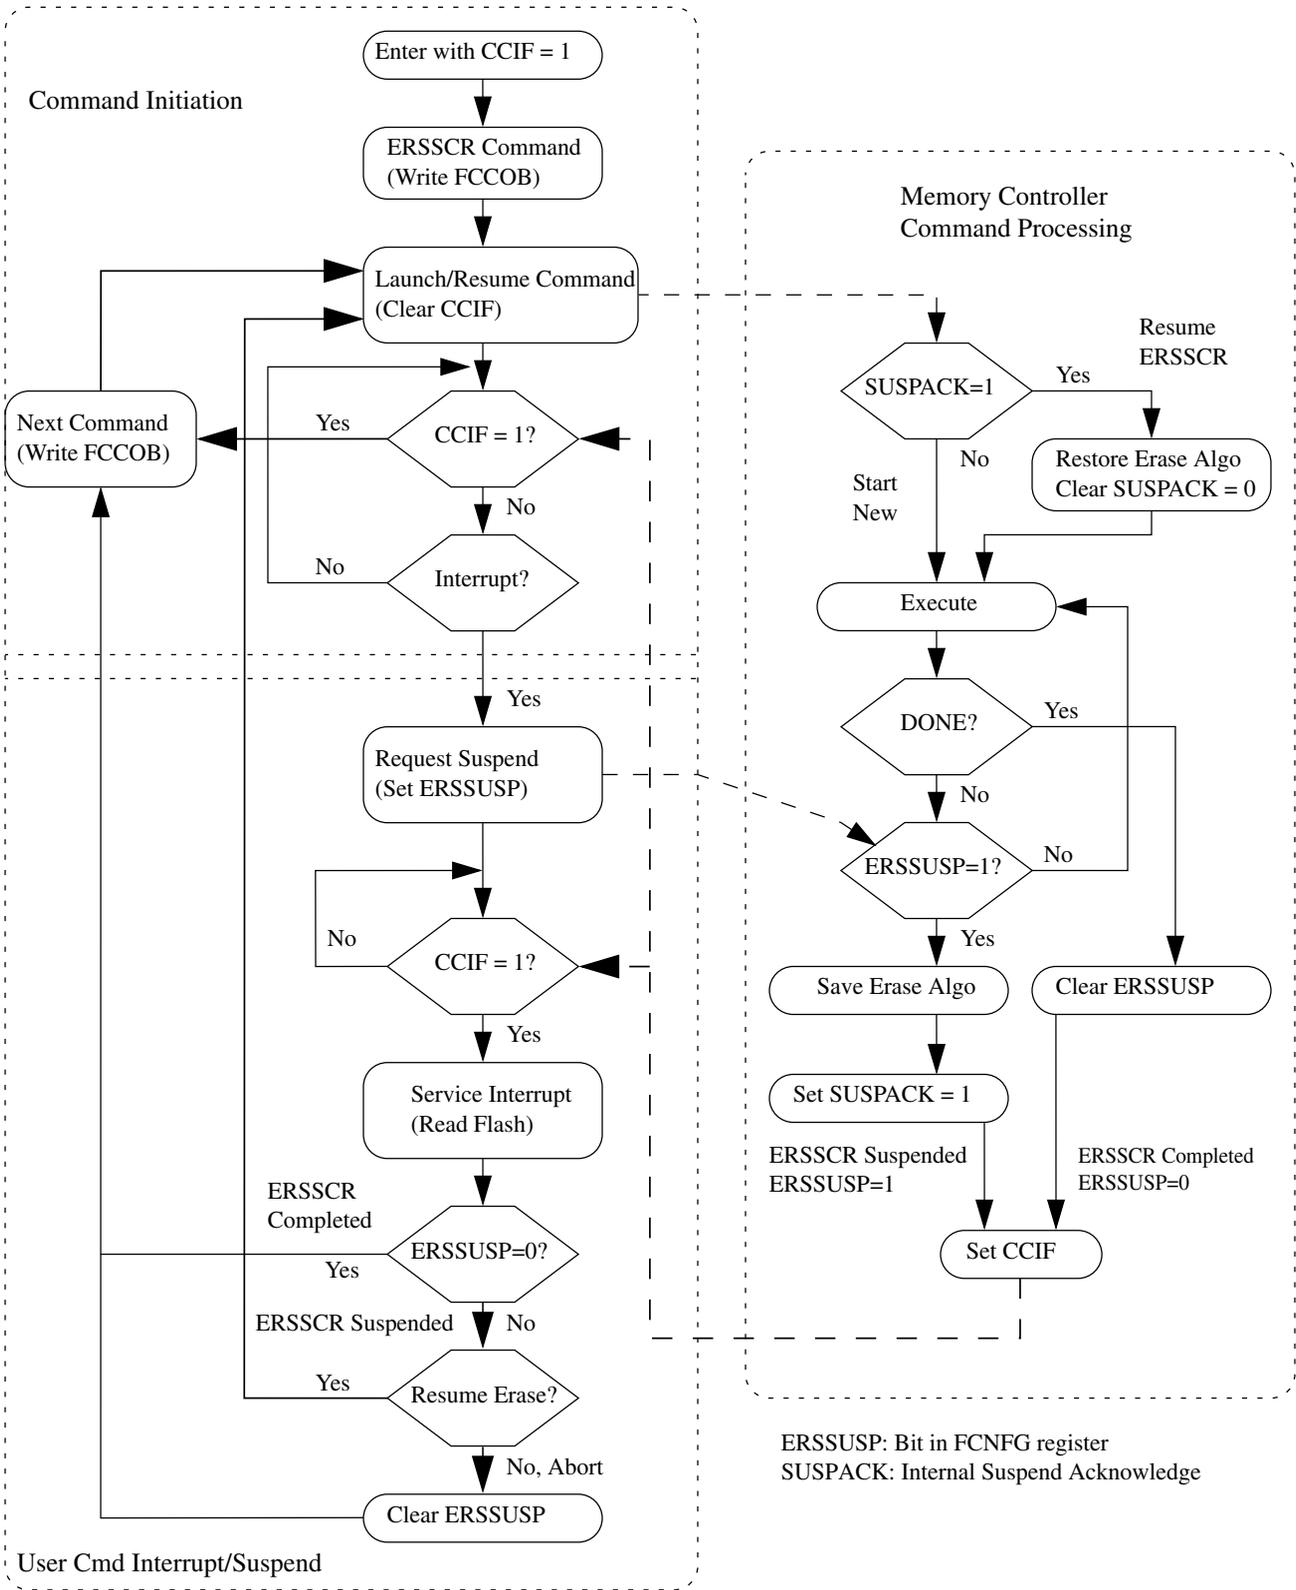 Enter with CCIF = 1
Command Initiation
ERSSCR Command
(Write FCCOB)
Launch/Resume Command
(Clear CCIF)
Next Command
(Write FCCOB)
Yes
CCIF = 1?
No
No
Interrupt?
Yes
Request Suspend
(Set ERSSUSP)
No
CCIF = 1?
Yes
Service Interrupt
(Read Flash)
ERSSCR
Completed
ERSSUSP=0?
Yes
ERSSCR Suspended
No
Yes
Resume Erase?
No, Abort
Clear ERSSUSP
User Cmd Interrupt/Suspend
Memory Controller
Command Processing
Resume
ERSSCR
SUSPACK=1
Yes
No
Restore Erase Algo
Clear SUSPACK = 0
Start
New
Execute
DONE?
Yes
No
ERSSUSP=1?
No
Yes
Save Erase Algo
Clear ERSSUSP
Set SUSPACK = 1
ERSSCR Suspended
ERSSUSP=1
ERSSCR Completed
ERSSUSP=0
Set CCIF
ERSSUSP: Bit in FCNFG register
SUSPACK: Internal Suspend Acknowledge